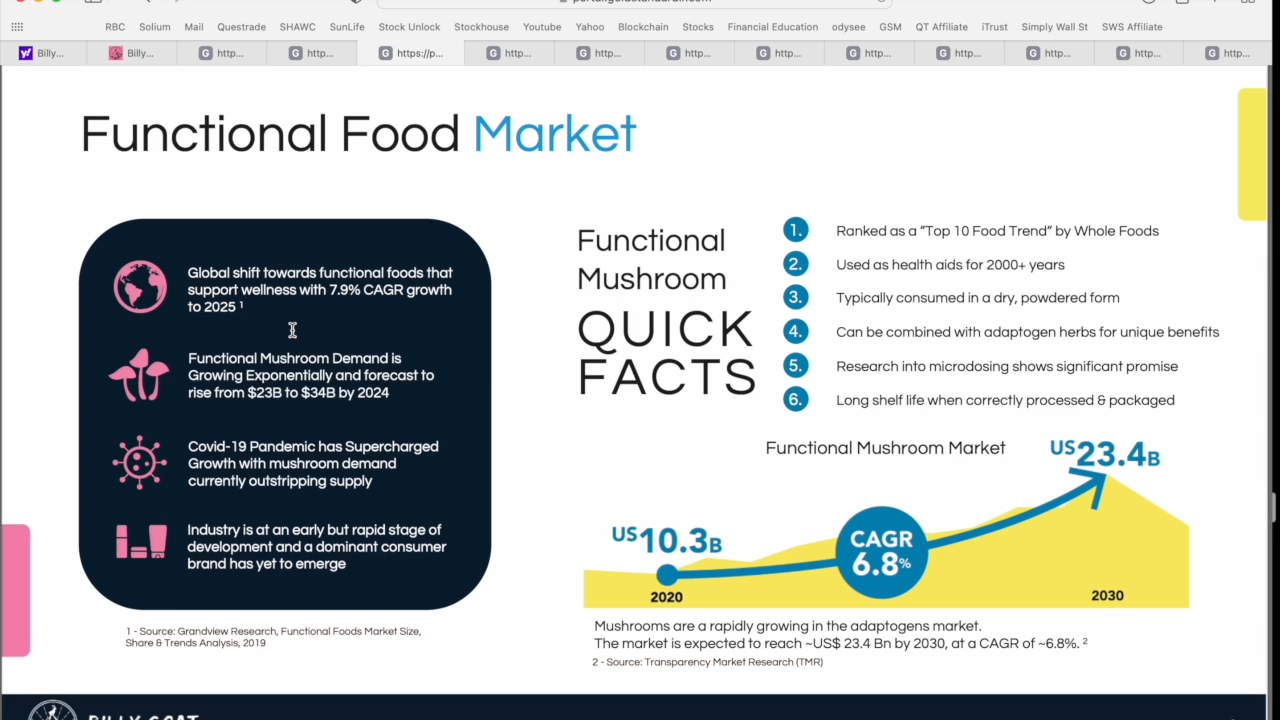 RBC Solium Mail Questrade SHAWC SunLife Stock Unlock Stockhouse Youtube Yahoo Blockchain Stocks Financial Education odysee GSM QT Affiliate iTrust Simply Wall St SWS Affiliate
Billy... Billy... http... http... https://p... http... http... http... http... http... http... http... http... http...
Functional Food Market
Global shift towards functional foods that
support wellness with 7.9% CAGR growth
to 2025 ¹
Functional Mushroom Demand is
Growing Exponentially and forecast to
rise from $23B to $34B by 2024
Covid-19 Pandemic has Supercharged
Growth with mushroom demand
currently outstripping supply
Industry is at an early but rapid stage of
development and a dominant consumer
brand has yet to emerge
1 - Source: Grandview Research, Functional Foods Market Size,
Share & Trends Analysis, 2019
Functional
Mushroom
QUICK
FACTS
1. Ranked as a “Top 10 Food Trend” by Whole Foods
2. Used as health aids for 2000+ years
3. Typically consumed in a dry, powdered form
4. Can be combined with adaptogen herbs for unique benefits
5. Research into microdosing shows significant promise
6. Long shelf life when correctly processed & packaged
Functional Mushroom Market
US 23.4B
US 10.3B
CAGR
6.8%
2020
2030
Mushrooms are a rapidly growing in the adaptogens market.
The market is expected to reach ~US$ 23.4 Bn by 2030, at a CAGR of ~6.8%. ²
2 - Source: Transparency Market Research (TMR)
BILLY GOAT